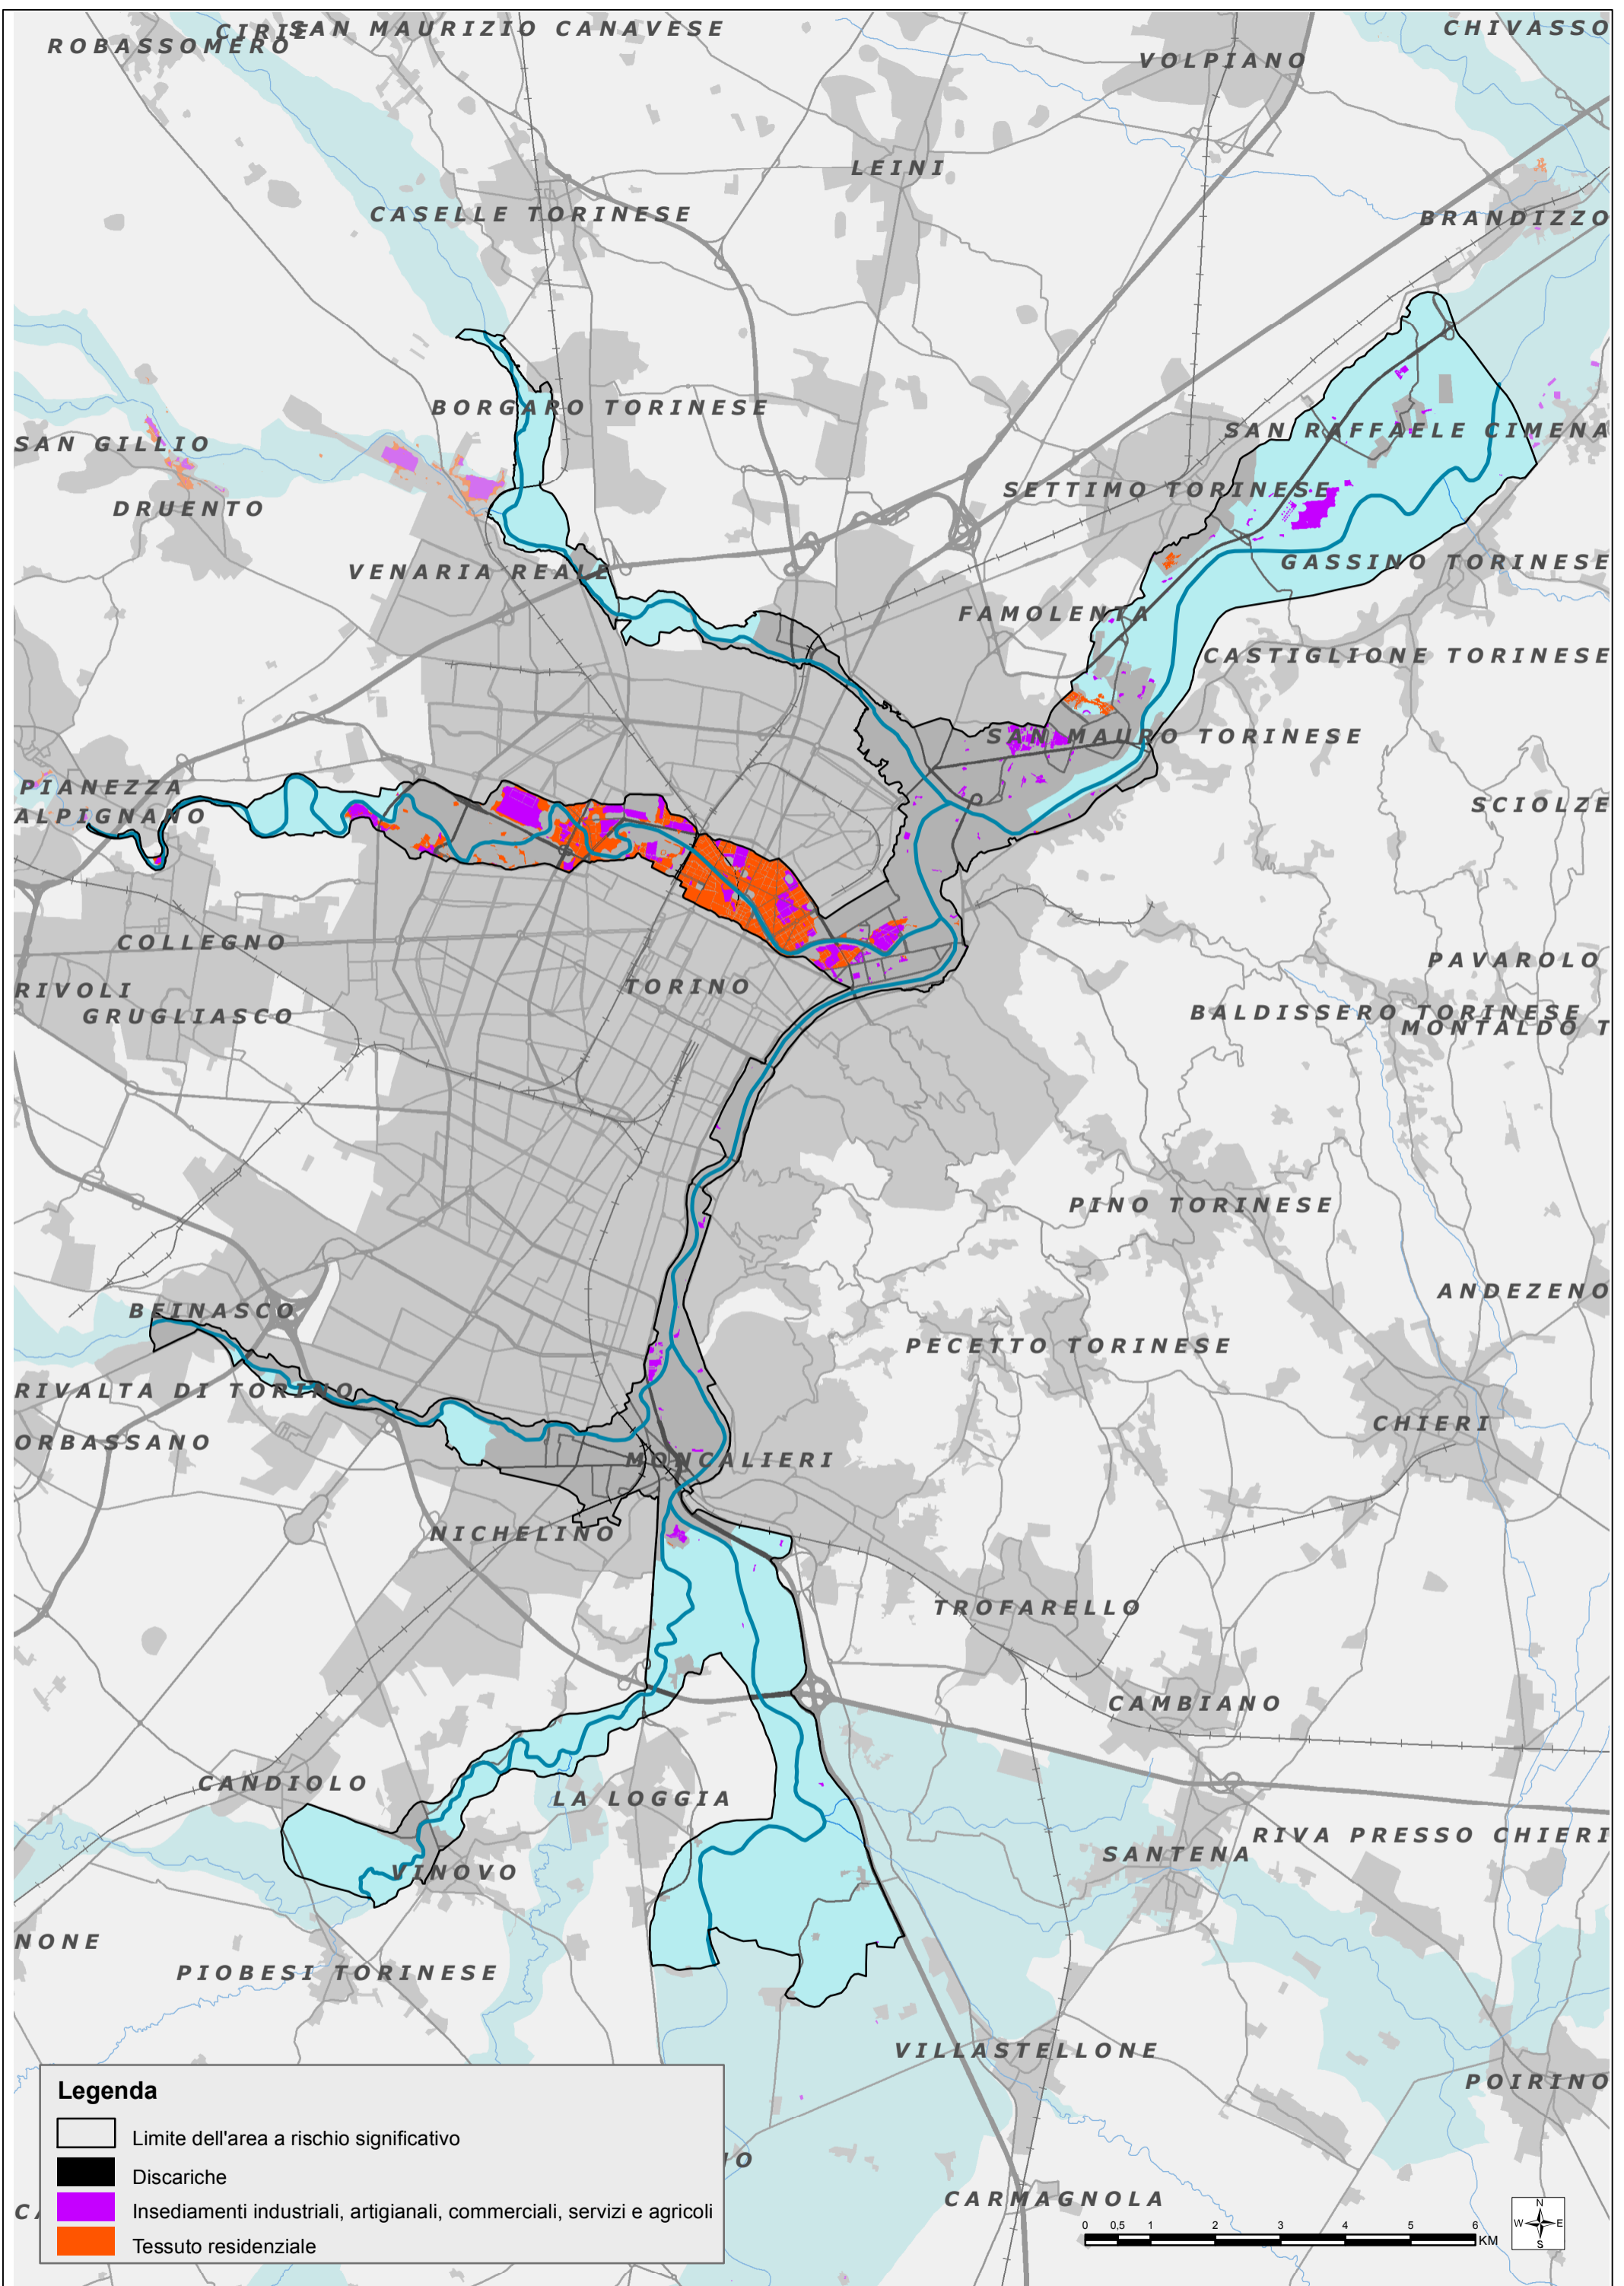 CIRIE
SAN MAURIZIO CANAVESE
CHIVASSO
ROBASSOMERO
VOLPIANO
LEINI
CASELLE TORINESE
BRANDIZZO
BORGARO TORINESE
SAN RAFFAELE CIMENA
SAN GILLIO
SETTIMO TORINESE
DRUENTO
GASSINO TORINESE
VENARIA REALE
FAMOLENTA
CASTIGLIONE TORINESE
SAN MAURO TORINESE
PIANEZZA
SCIOLZE
ALPIGNANO
COLLEGNO
PAVAROLO
TORINO
RIVOLI
BALDISSERO TORINESE
GRUGLIASCO
MONTALDO T
PINO TORINESE
ANDEZENO
BEINASCO
PECETTO TORINESE
RIVALTA DI TORINO
CHIERI
ORBASSANO
MONCALIERI
NICHELINO
TROFARELLO
CAMBIANO
CANDIOLO
LA LOGGIA
RIVA PRESSO CHIERI
SANTENA
VINOVO
NONE
PIOBESI TORINESE
VILLASTELLONE
POIRINO
Legenda
Limite dell'area a rischio significativo
Discariche
Insediamenti industriali, artigianali, commerciali, servizi e agricoli
Tessuto residenziale
CARMAGNOLA
0 0,5 1 2 3 4 5 6
KM
N
W E
S